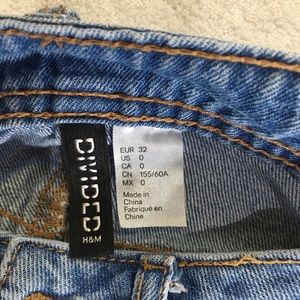 DIVIDED
H&M
EUR 32
US 0
CA 0
CN 155/60A
MX 0
Made in
China
Fabriqué en
Chine